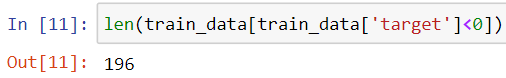 In [11]: len(train_data[train_data['target']<0])
Out[11]: 196